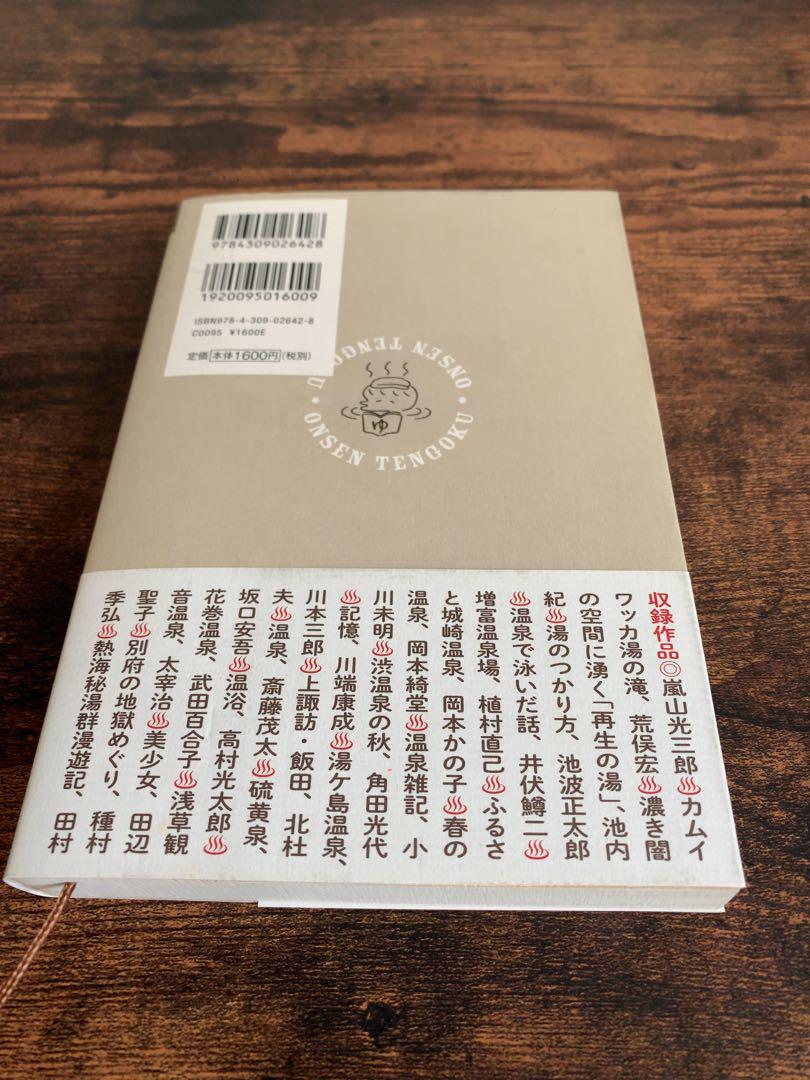 9784309026428
1920095016009
ISBN978-4-309-02642-8
C0095 ¥1600E
定価 本体1600円(税別)
ONSEN TENGOKU • ONSEN TENGOKU •
ゆ
収録作品◎嵐山光三郎♨カムイ
ワッカ湯の滝、荒俣宏♨濃き闇
の空間に湧く「再生の湯」、池内
紀♨湯のつかり方、池波正太郎
♨温泉で泳いだ話、井伏鱒二♨
増富温泉場、植村直己♨ふるさ
と城崎温泉、岡本かの子♨春の
温泉、岡本綺堂♨温泉雑記、小
川未明♨渋温泉の秋、角田光代
♨記憶、川端康成♨湯ケ島温泉、
川本三郎♨上諏訪・飯田、北杜
夫♨温泉、斎藤茂太♨硫黄泉、
坂口安吾♨温浴、高村光太郎♨
花巻温泉、武田百合子♨浅草観
音温泉、太宰治♨美少女、田辺
聖子♨別府の地獄めぐり、種村
季弘♨熱海秘湯群漫遊記、田村